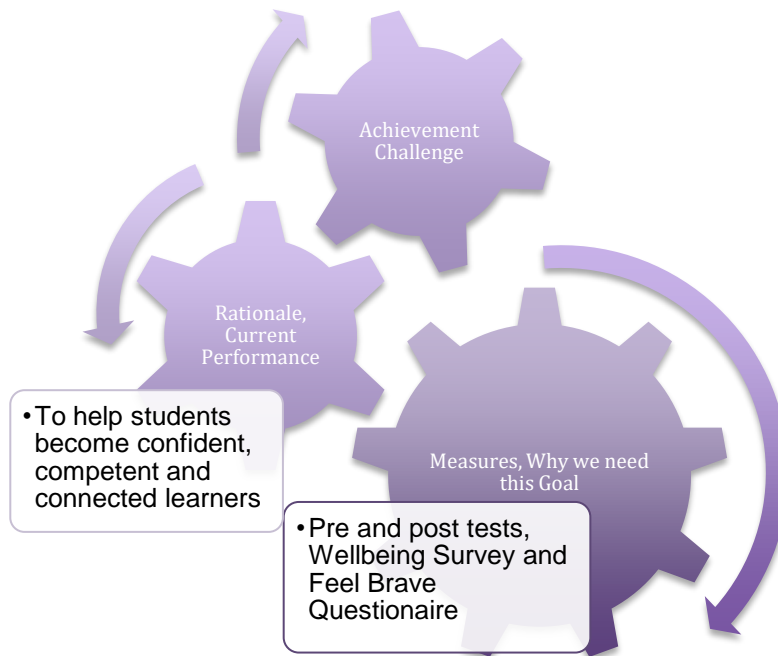 Achievement
Challenge
Rationale,
Current
Performance
•To help students
become confident,
competent and
connected learners
Measures, Why we need
this Goal
•Pre and post tests,
Wellbeing Survey and
Feel Brave
Questionaire